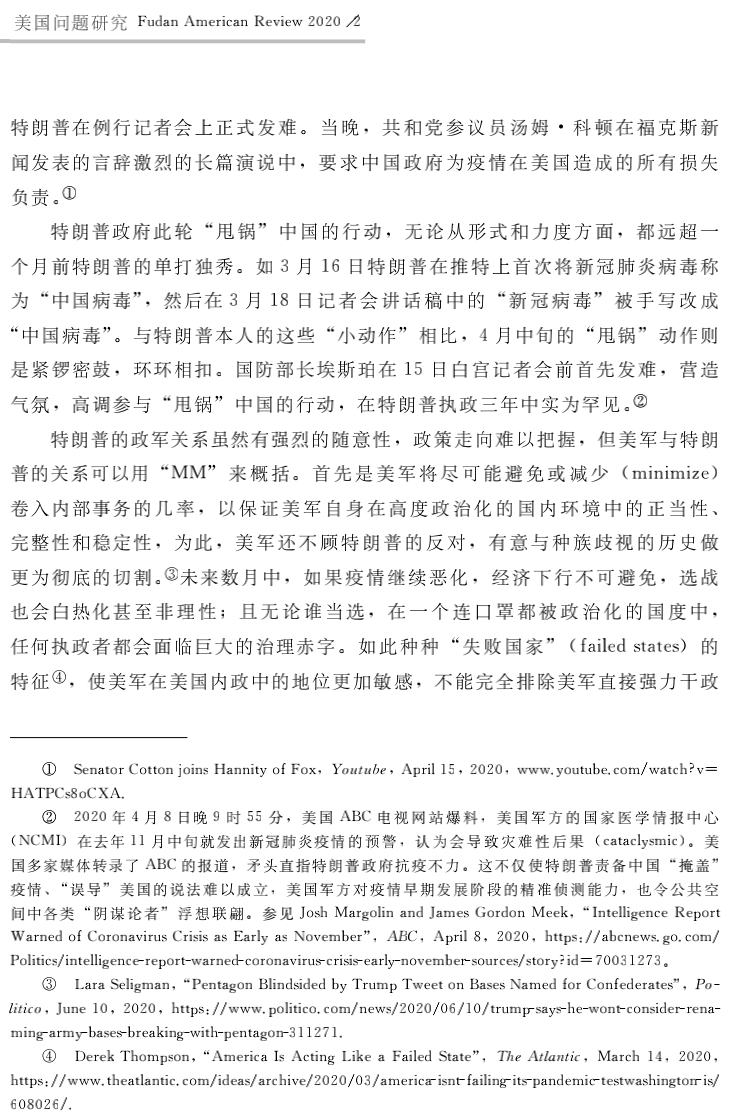 美国问题研究 Fudan American Review 2020 /2
特朗普在例行记者会上正式发难。当晚，共和党参议员汤姆·科顿在福克斯新
闻发表的言辞激烈的长篇演说中，要求中国政府为疫情在美国造成的所有损失
负责。①
特朗普政府此轮“甩锅”中国的行动，无论从形式和力度方面，都远超一
个月前特朗普的单打独秀。如 3 月 16 日特朗普在推特上首次将新冠肺炎病毒称
为“中国病毒”，然后在 3 月 18 日记者会讲话稿中的“新冠病毒”被手写改成
“中国病毒”。与特朗普本人的这些“小动作”相比，4 月中旬的“甩锅”动作则
是紧锣密鼓，环环相扣。国防部长埃斯珀在 15 日白宫记者会前首先发难，营造
气氛，高调参与“甩锅”中国的行动，在特朗普执政三年中实为罕见。②
特朗普的政军关系虽然有强烈的随意性，政策走向难以把握，但美军与特朗
普的关系可以用“MM”来概括。首先是美军将尽可能避免或减少（minimize）
卷入内部事务的几率，以保证美军自身在高度政治化的国内环境中的正当性、
完整性和稳定性，为此，美军还不顾特朗普的反对，有意与种族歧视的历史做
更为彻底的切割。③未来数月中，如果疫情继续恶化，经济下行不可避免，选战
也会白热化甚至非理性；且无论谁当选，在一个连口罩都被政治化的国度中，
任何执政者都会面临巨大的治理赤字。如此种种“失败国家”（failed states）的
特征④，使美军在美国内政中的地位更加敏感，不能完全排除美军直接强力干政
① Senator Cotton joins Hannity of Fox, Youtube, April 15, 2020, www.youtube.com/watch?v=
HATPCs8oCXA.
② 2020 年 4 月 8 日晚 9 时 55 分，美国 ABC 电视网站爆料，美国军方的国家医学情报中心
（NCMI）在去年 11 月中旬就发出新冠肺炎疫情的预警，认为会导致灾难性后果（cataclysmic）。美
国多家媒体转录了 ABC 的报道，矛头直指特朗普政府抗疫不力。这不仅使特朗普责备中国“掩盖”
疫情、“误导”美国的说法难以成立，美国军方对疫情早期发展阶段的精准侦测能力，也令公共空
间中各类“阴谋论者”浮想联翩。参见 Josh Margolin and James Gordon Meek, “Intelligence Report
Warned of Coronavirus Crisis as Early as November”, ABC, April 8, 2020, https://abcnews.go.com/
Politics/intelligence-report-warned-coronavirus-crisis-early-november-sources/story?id=70031273。
③ Lara Seligman, “Pentagon Blindsided by Trump Tweet on Bases Named for Confederates”, Po-
litico, June 10, 2020, https://www.politico.com/news/2020/06/10/trump-says-he-wont-consider-rena-
ming-army-bases-breaking-with-pentagon-311271.
④ Derek Thompson, “America Is Acting Like a Failed State”, The Atlantic, March 14, 2020,
https://www.theatlantic.com/ideas/archive/2020/03/america-isnt-failing-its-pandemic-testwashington-is/
608026/.